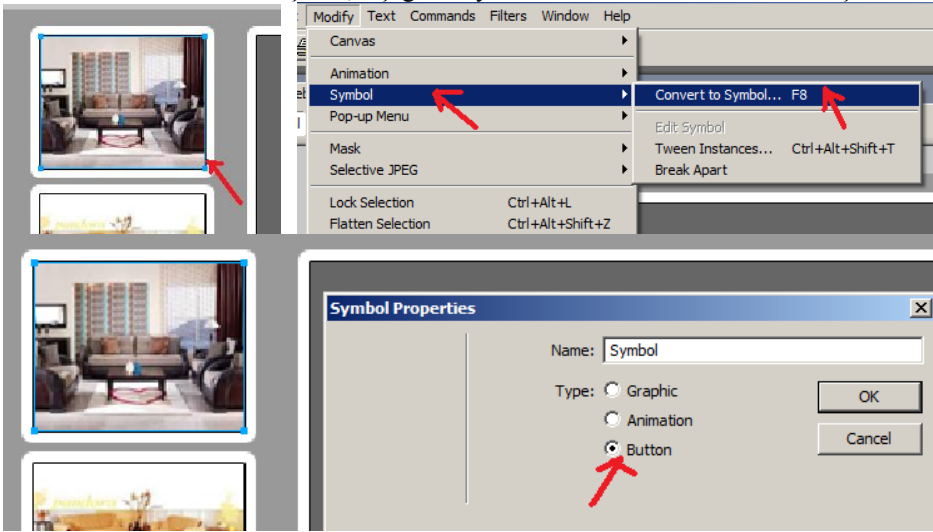 Modify Text Commands Filters Window Help
Canvas
Animation
Symbol
Pop-up Menu
Mask
Selective JPEG
Lock Selection Ctrl+Alt+L
Flatten Selection Ctrl+Alt+Shift+Z
Convert to Symbol... F8
Edit Symbol
Tween Instances... Ctrl+Alt+Shift+T
Break Apart
Symbol Properties
Name: Symbol
Type: Graphic
Animation
Button
OK
Cancel